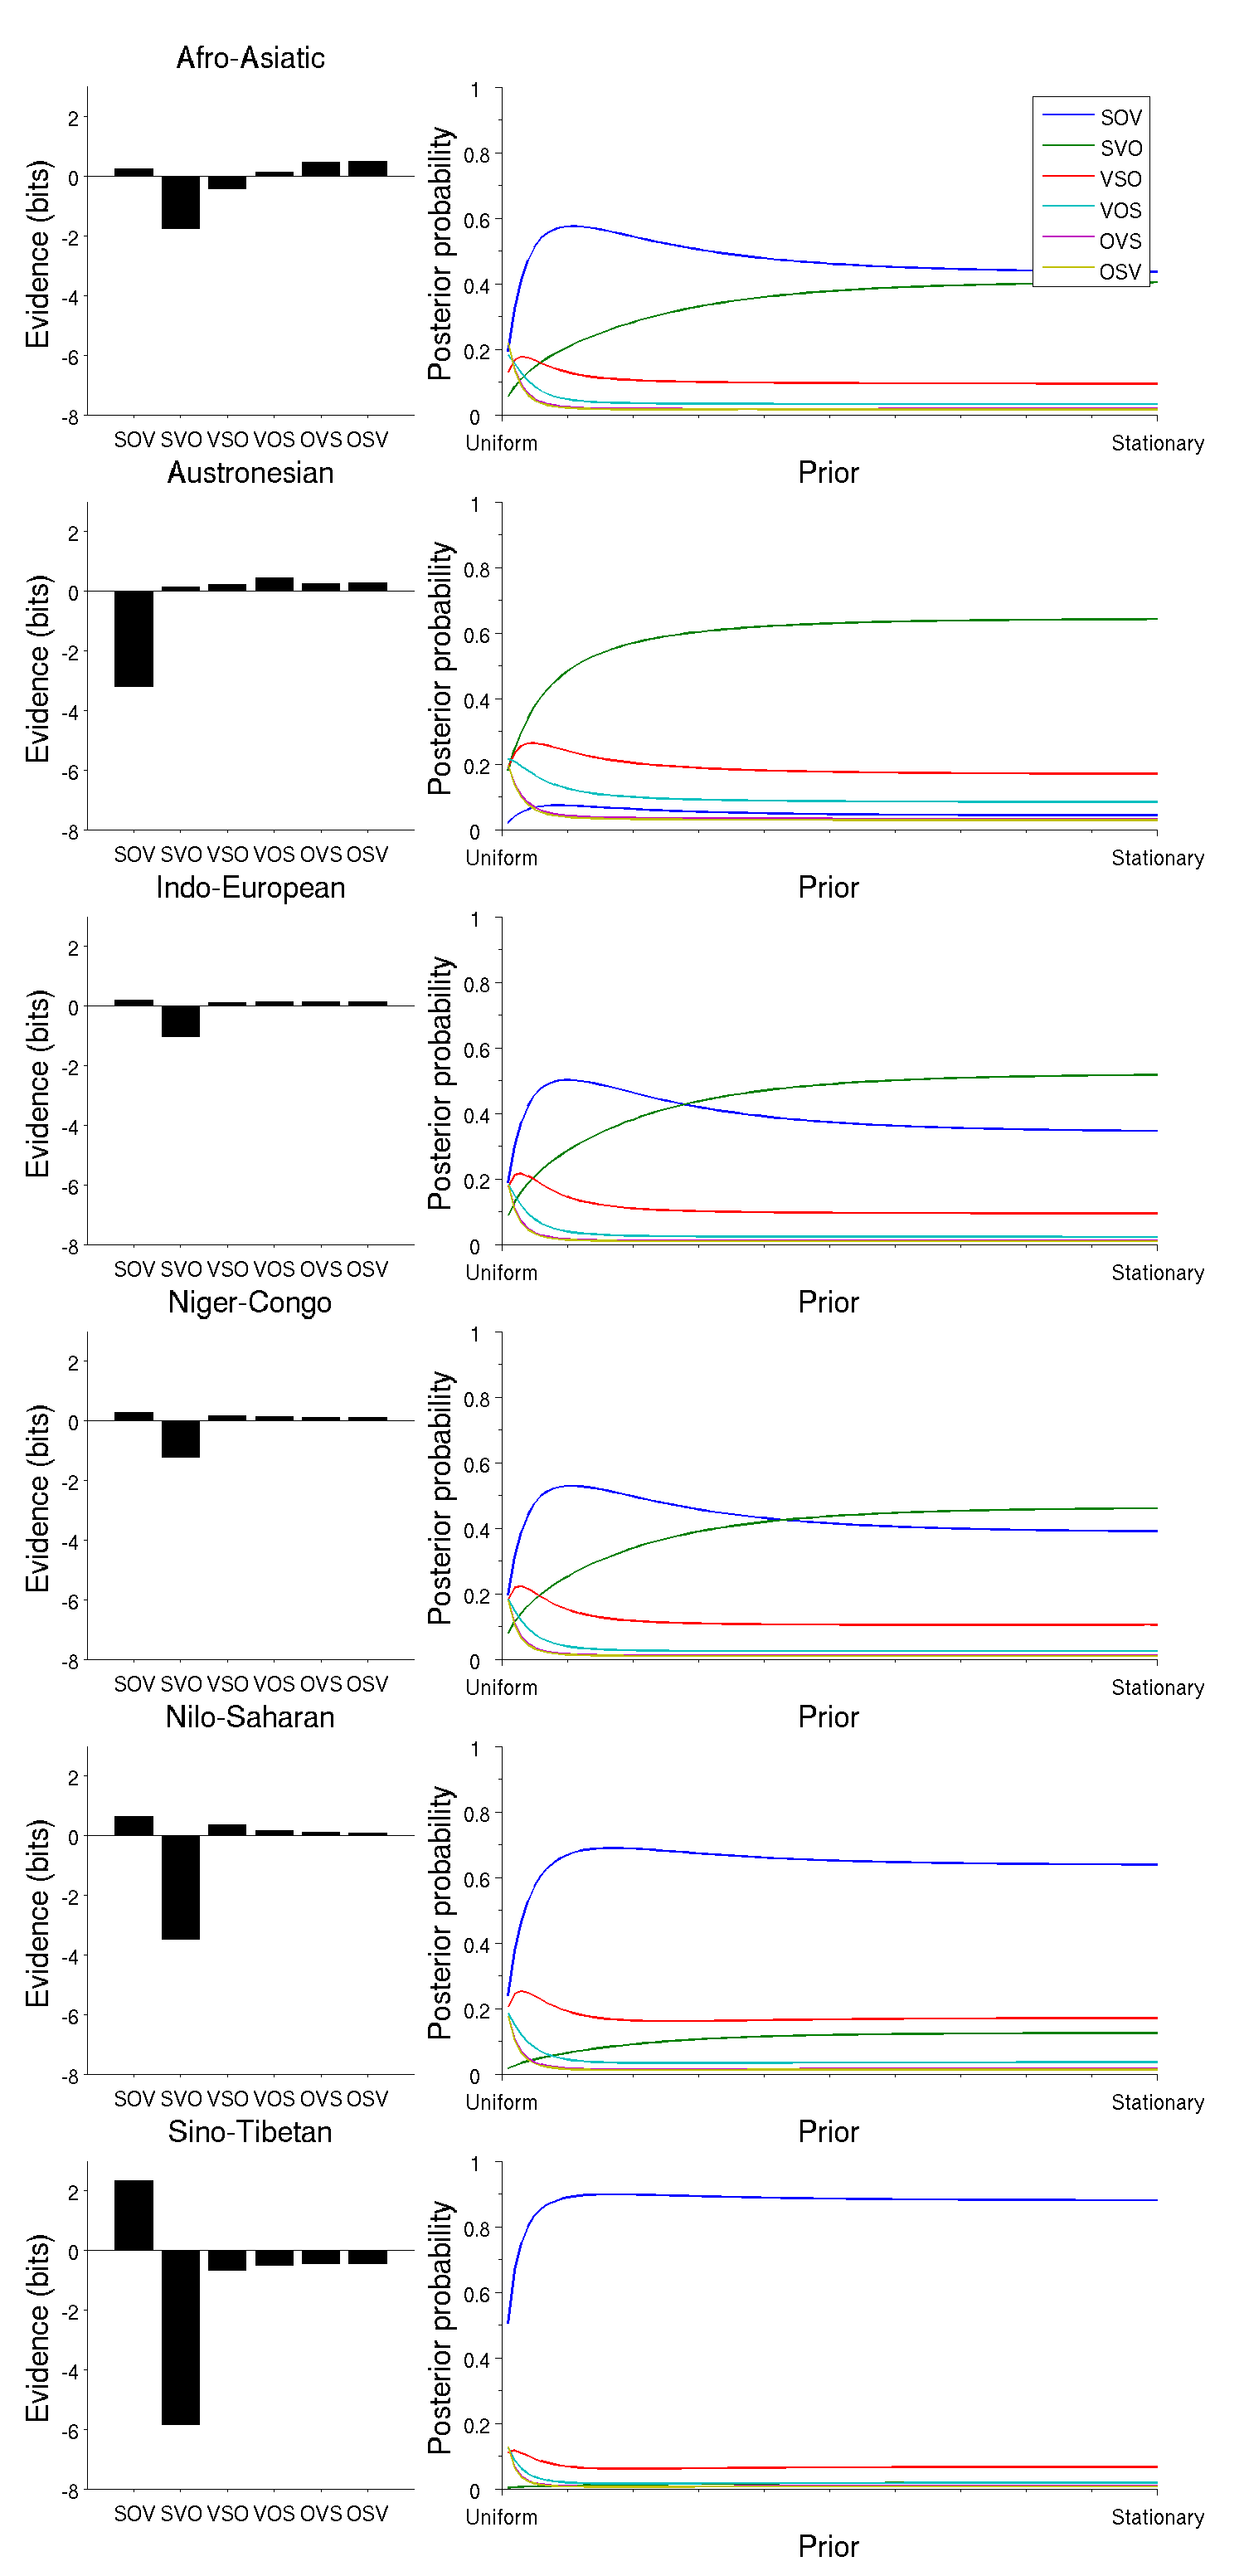 Afro-Asiatic
Evidence (bits)
2
0
-2
-4
-6
-8
SOV SVO VSO VOS OVS OSV
Posterior probability
1
0.8
0.6
0.4
0.2
0
Uniform
Stationary
Prior
SOV
SVO
VSO
VOS
OVS
OSV
Austronesian
Evidence (bits)
2
0
-2
-4
-6
-8
SOV SVO VSO VOS OVS OSV
Posterior probability
1
0.8
0.6
0.4
0.2
0
Uniform
Stationary
Prior
Indo-European
Evidence (bits)
2
0
-2
-4
-6
-8
SOV SVO VSO VOS OVS OSV
Posterior probability
1
0.8
0.6
0.4
0.2
0
Uniform
Stationary
Prior
Niger-Congo
Evidence (bits)
2
0
-2
-4
-6
-8
SOV SVO VSO VOS OVS OSV
Posterior probability
1
0.8
0.6
0.4
0.2
0
Uniform
Stationary
Prior
Nilo-Saharan
Evidence (bits)
2
0
-2
-4
-6
-8
SOV SVO VSO VOS OVS OSV
Posterior probability
1
0.8
0.6
0.4
0.2
0
Uniform
Stationary
Prior
Sino-Tibetan
Evidence (bits)
2
0
-2
-4
-6
-8
SOV SVO VSO VOS OVS OSV
Posterior probability
1
0.8
0.6
0.4
0.2
0
Uniform
Stationary
Prior